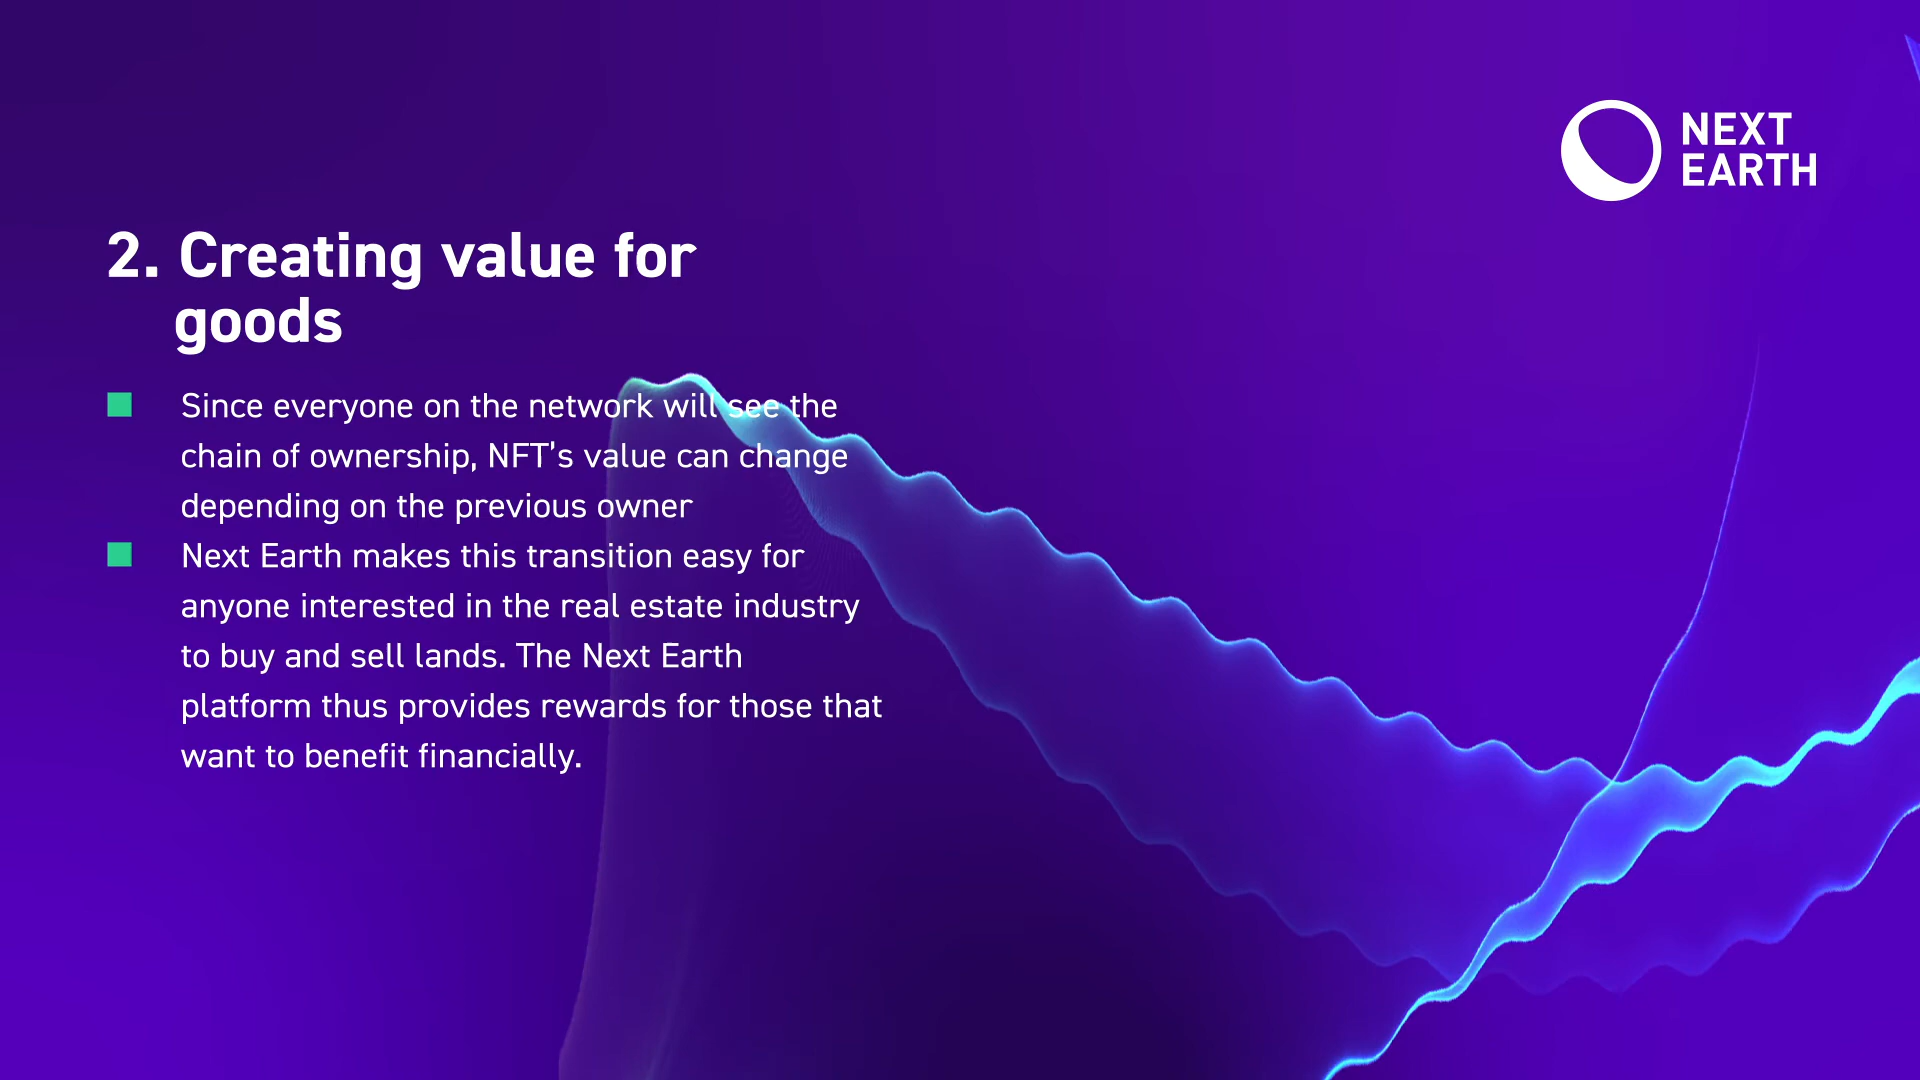 NEXT
EARTH
2. Creating value for
goods
Since everyone on the network will see the
chain of ownership, NFT’s value can change
depending on the previous owner
Next Earth makes this transition easy for
anyone interested in the real estate industry
to buy and sell lands. The Next Earth
platform thus provides rewards for those that
want to benefit financially.